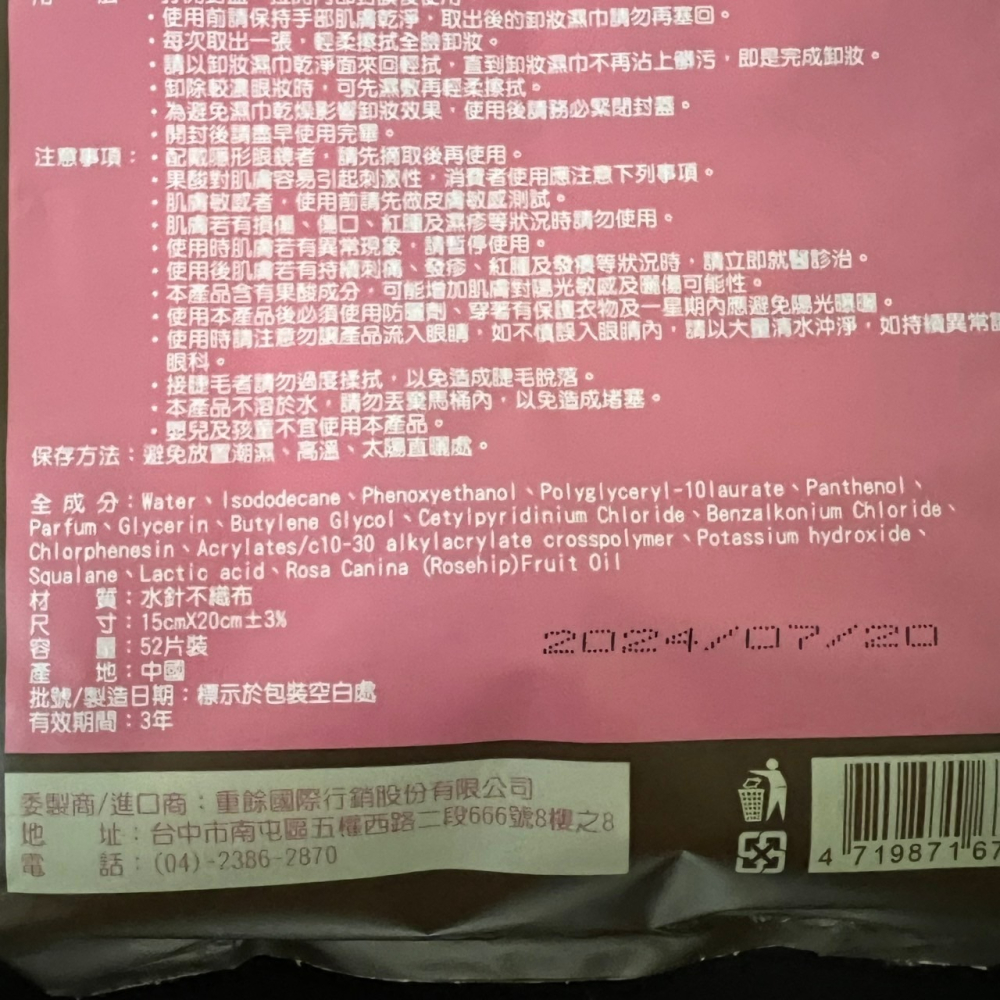 ・使用前請保持手部肌膚乾淨，取出後的卸妝濕巾請勿再塞回。
・每次取出一張，輕柔擦拭全臉卸妝。
・請以卸妝濕巾乾淨面來回輕拭，直到卸妝濕巾不再沾上髒污，即是完成卸妝。
・卸除較濃眼妝時，可先濕敷再輕柔擦拭。
・為避免濕巾乾燥影響卸妝效果，使用後請務必緊閉封蓋。
・開封後請盡早使用完畢。
注意事項：・配戴隱形眼鏡者，請先摘取後再使用。
・果酸對肌膚容易引起刺激性，消費者使用應注意下列事項。
・肌膚敏感者，使用前請先做皮膚敏感測試。
・肌膚若有損傷、傷口、紅腫及濕疹等狀況時請勿使用。
・使用時肌膚若有異常現象，請暫停使用。
・使用後肌膚若有持續刺痛、發疹、紅腫及發癢等狀況時，請立即就醫診治。
・本產品含有果酸成分，可能增加肌膚對陽光敏感及曬傷可能性。
・使用本產品後必須使用防曬劑、穿著有保護衣物及一星期內應避免陽光曝曬。
・使用時請注意勿讓產品流入眼睛，如不慎誤入眼睛內，請以大量清水沖淨，如持續異常
眼科。
・接睫毛者請勿過度揉拭，以免造成睫毛脫落。
・本產品不溶於水，請勿丟棄馬桶內，以免造成堵塞。
・嬰兒及孩童不宜使用本產品。
保存方法：避免放置潮濕、高溫、太陽直曬處。
全成分：Water、Isododecane、Phenoxyethanol、Polyglyceryl-10laurate、Panthenol、
Parfum、Glycerin、Butylene Glycol、Cetylpyridinium Chloride、Benzalkonium Chloride、
Chlorphenesin、Acrylates/c10-30 alkylacrylate crosspolymer、Potassium hydroxide、
Squalane、Lactic acid、Rosa Canina (Rosehip)Fruit Oil
材質：水針不織布
尺寸：15cmX20cm±3%
容量：52片裝
產地：中國
批號/製造日期：標示於包裝空白處
有效期間：3年
2024/07/20
委製商/進口商：重餘國際行銷股份有限公司
地址：台中市南屯區五權西路二段666號8樓之8
電話：(04)-2386-2870
4 719871 67